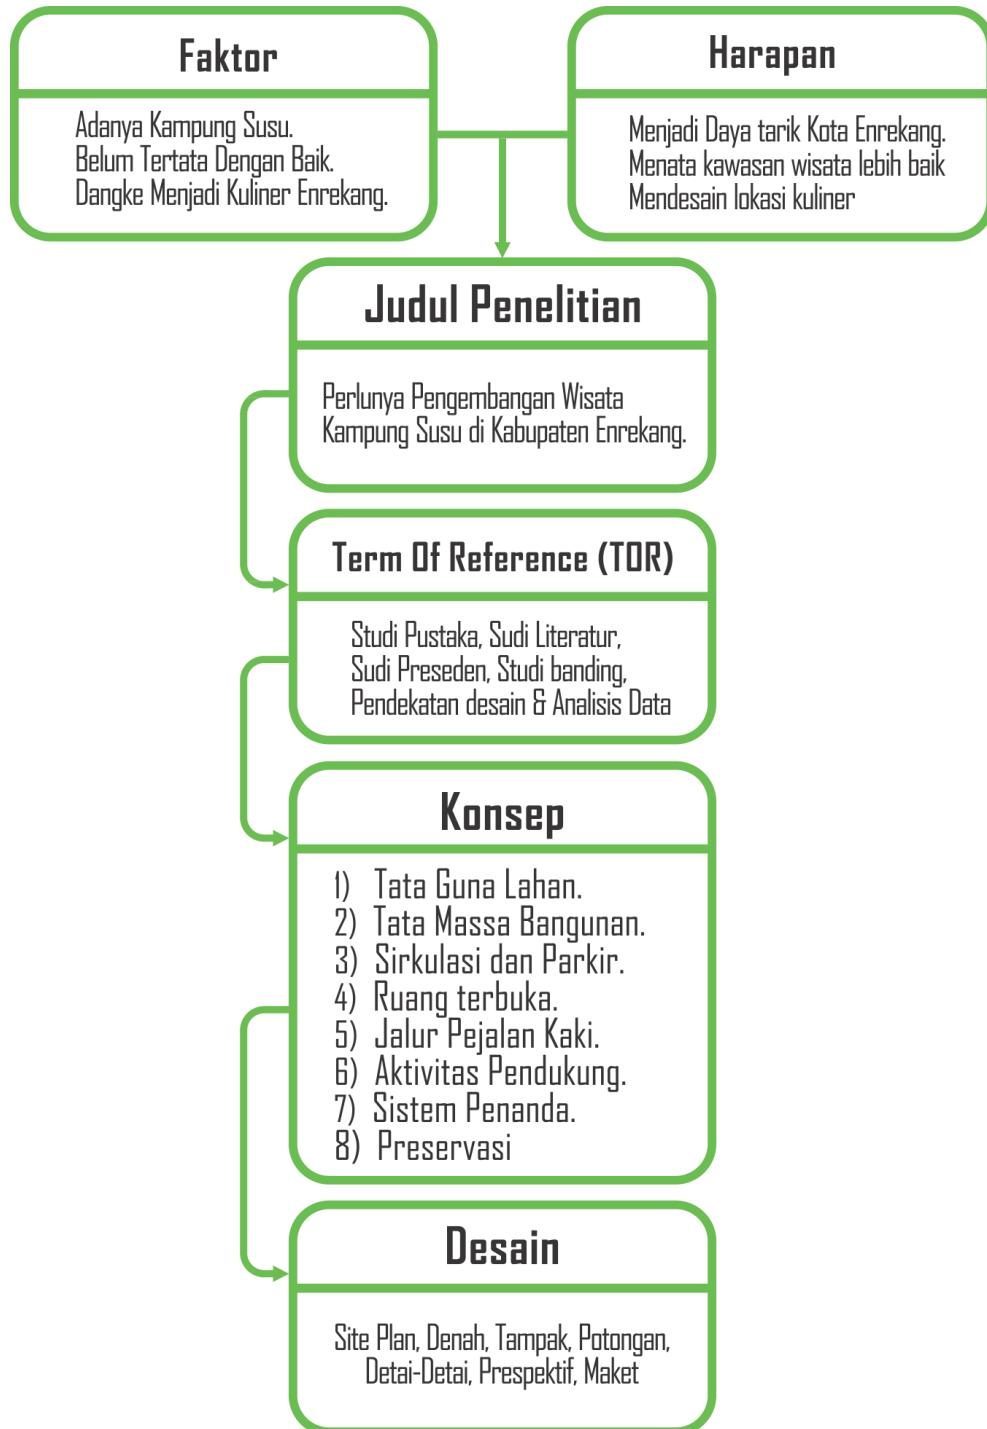 Faktor
Adanya Kampung Susu.
Belum Tertata Dengan Baik.
Dangke Menjadi Kuliner Enrekang.
Harapan
Menjadi Daya tarik Kota Enrekang.
Menata kawasan wisata lebih baik
Mendesain lokasi kuliner
Judul Penelitian
Perlunya Pengembangan Wisata
Kampung Susu di Kabupaten Enrekang.
Term Of Reference (TOR)
Studi Pustaka, Sudi Literatur,
Sudi Preseden, Studi banding,
Pendekatan desain & Analisis Data
Konsep
1) Tata Guna Lahan.
2) Tata Massa Bangunan.
3) Sirkulasi dan Parkir.
4) Ruang terbuka.
5) Jalur Pejalan Kaki.
6) Aktivitas Pendukung.
7) Sistem Penanda.
8) Preservasi
Desain
Site Plan, Denah, Tampak, Potongan,
Detai-Detai, Prespektif, Maket